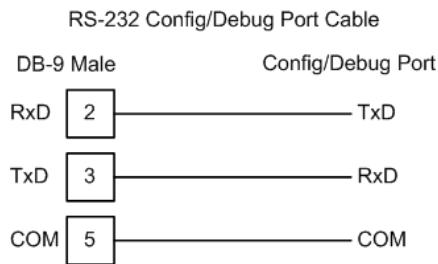 RS-232 Config/Debug Port Cable
DB-9 Male Config/Debug Port
RxD 2 TxD
TxD 3 RxD
COM 5 COM